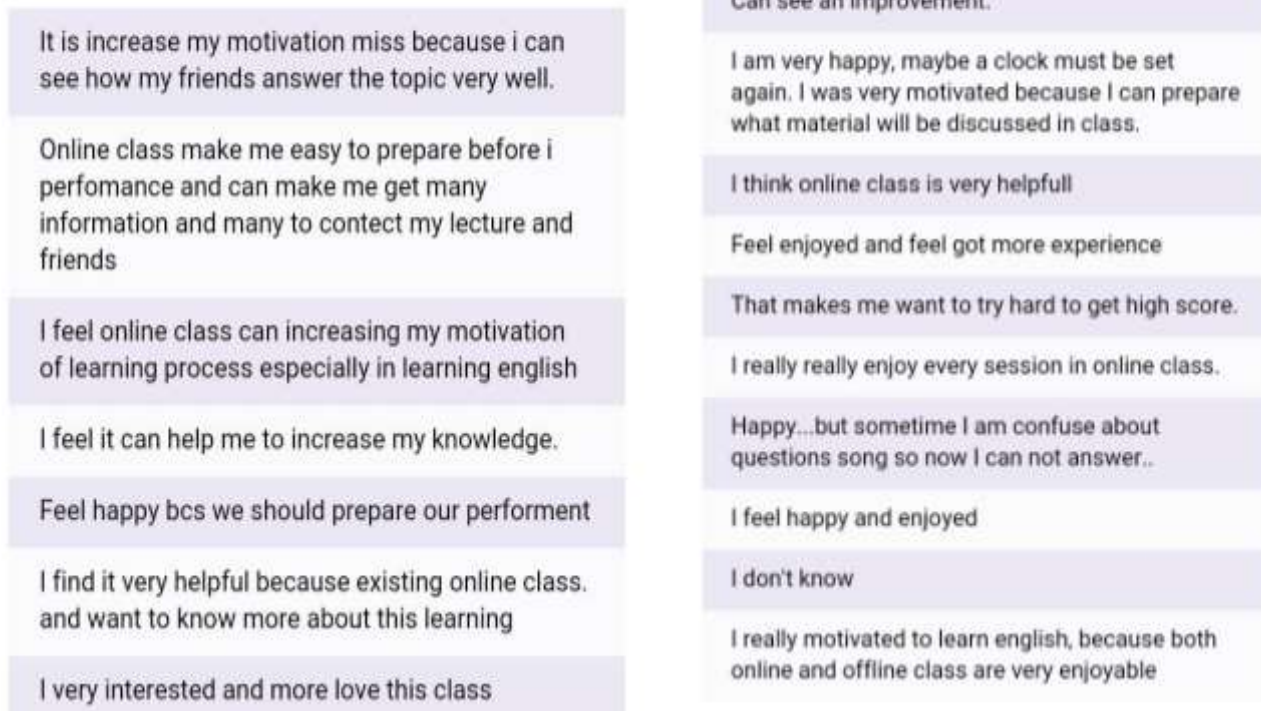 It is increase my motivation miss because i can
see how my friends answer the topic very well.
Online class make me easy to prepare before i
perfomance and can make me get many
information and many to contect my lecture and
friends
I feel online class can increasing my motivation
of learning process especially in learning english
I feel it can help me to increase my knowledge.
Feel happy bcs we should prepare our performent
I find it very helpful because existing online class.
and want to know more about this learning
I very interested and more love this class
Can see an improvement.
I am very happy, maybe a clock must be set
again. I was very motivated because I can prepare
what material will be discussed in class.
I think online class is very helpfull
Feel enjoyed and feel got more experience
That makes me want to try hard to get high score.
I really really enjoy every session in online class.
Happy...but sometime I am confuse about
questions song so now I can not answer..
I feel happy and enjoyed
I don't know
I really motivated to learn english, because both
online and offline class are very enjoyable